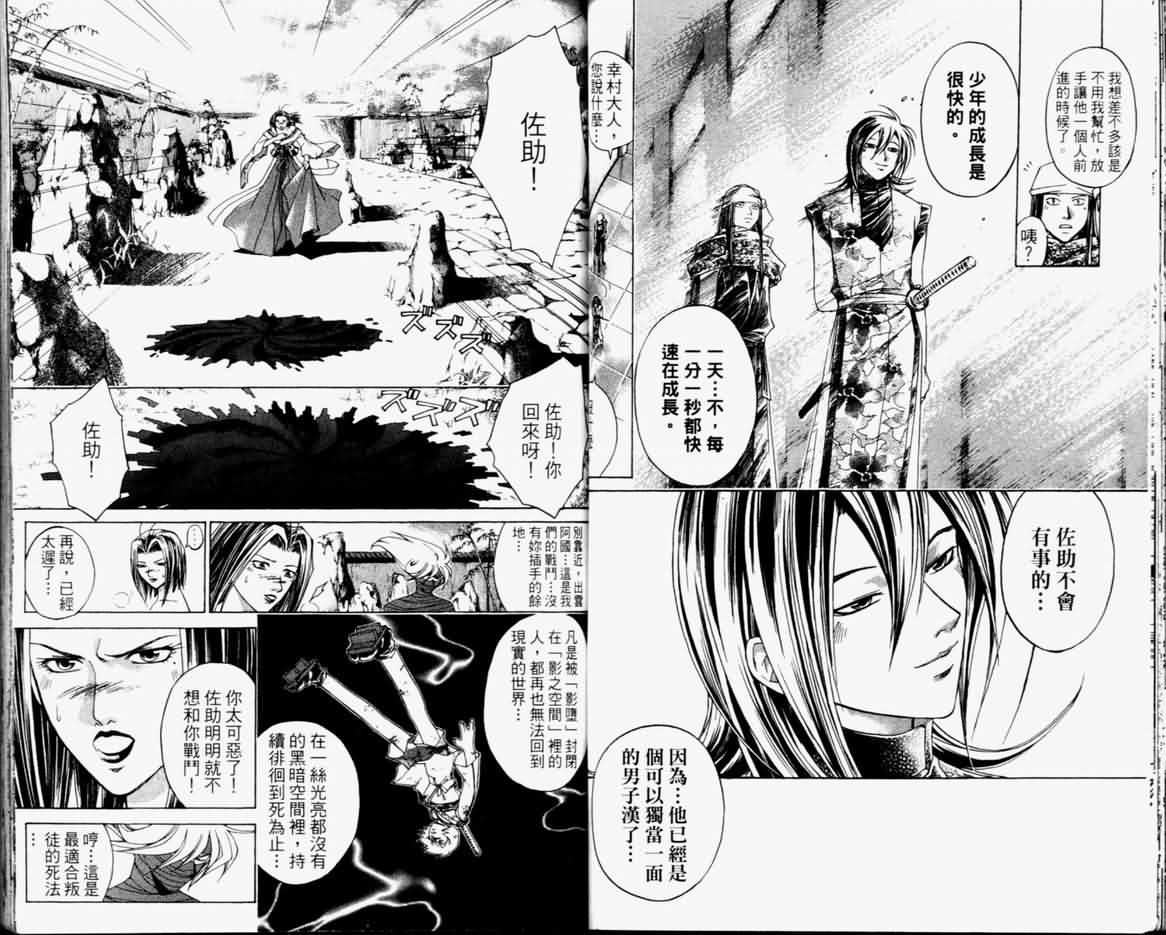 我想差不多該是
不用我幫忙，放
手讓他一個人前
進的時候了。
咦？
少年的成長是
很快的。
一天…不，每
一分一秒都快
速在成長。
幸村大人，
您說什麼…
佐助不會
有事的…
因為…他已經是
個可以獨當一面
的男子漢了…
佐助！
ズズズ
佐助！你
回來呀！
ズズズ
佐助！
別靠近，出雲
阿國…這是我
們的戰鬥…沒
有妳插手的餘
地…
…
再說，已經
太遲了…
凡是被「影墮」封閉
在「影之空間」裡的
人，都再也無法回到
現實的世界…
在一絲光亮都沒有
的黑暗空間裡，持
續徘徊到死為止…
你太可惡了！
佐助明明就不
想和你戰鬥！
哼…這是
最適合叛
徒的死法
…